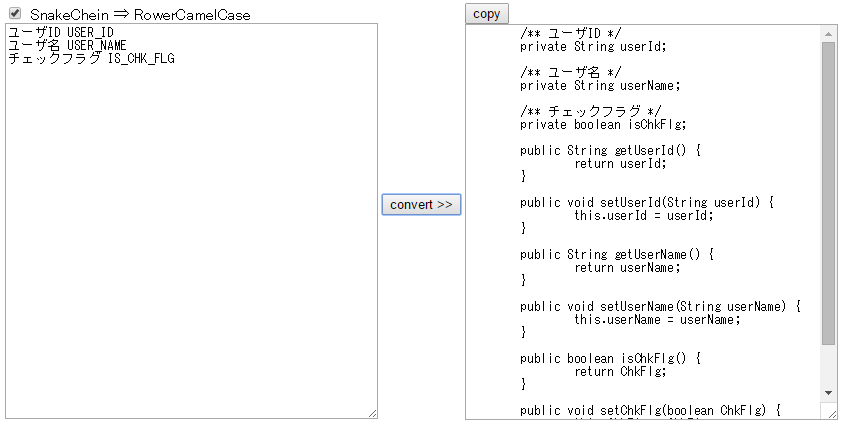 SnakeChein ⇒ RowerCamelCase
ユーザID USER_ID
ユーザ名 USER_NAME
チェックフラグ IS_CHK_FLG
convert >>
copy
/** ユーザID */
private String userId;
/** ユーザ名 */
private String userName;
/** チェックフラグ */
private boolean isChkFlg;
public String getUserId() {
return userId;
}
public void setUserId(String userId) {
this.userId = userId;
}
public String getUserName() {
return userName;
}
public void setUserName(String userName) {
this.userName = userName;
}
public boolean isChkFlg() {
return ChkFlg;
}
public void setChkFlg(boolean ChkFlg) {